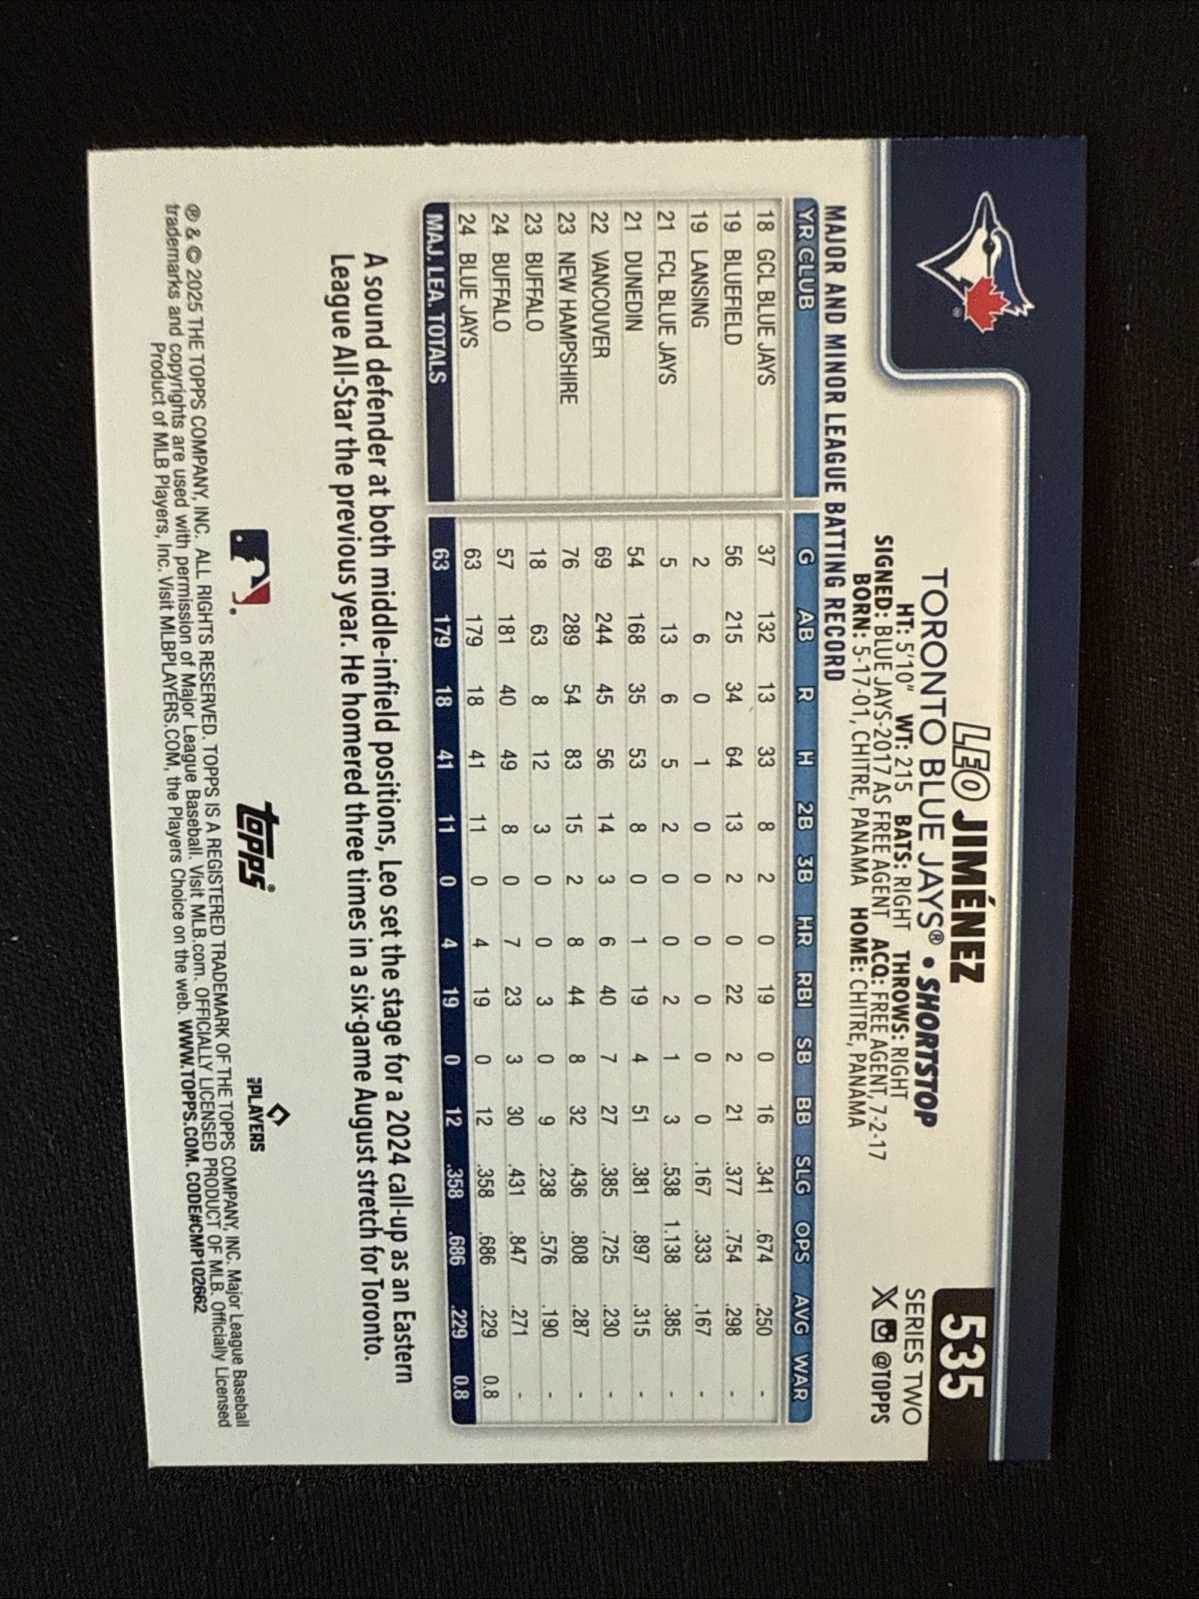 LEO JIMÉNEZ
TORONTO BLUE JAYS® • SHORTSTOP
HT: 5'10" WT: 215 BATS: RIGHT THROWS: RIGHT
SIGNED: BLUE JAYS-2017 AS FREE AGENT ACQ: FREE AGENT, 7-2-17
BORN: 5-17-01, CHITRE, PANAMA HOME: CHITRE, PANAMA
535
SERIES TWO
X @TOPPS
MAJOR AND MINOR LEAGUE BATTING RECORD
YR CLUB G AB R H 2B 3B HR RBI SB BB SLG OPS AVG WAR
18 GCL BLUE JAYS 37 132 13 33 8 2 0 19 0 16 .341 .674 .250 -
19 BLUEFIELD 56 215 34 64 13 2 0 22 2 21 .377 .754 .298 -
19 LANSING 2 6 0 1 0 0 0 0 0 0 .167 .333 .167 -
21 FCL BLUE JAYS 5 13 6 5 2 0 0 2 1 3 .538 1.138 .385 -
21 DUNEDIN 54 168 35 53 8 0 1 19 4 51 .381 .897 .315 -
22 VANCOUVER 69 244 45 56 14 3 6 40 7 27 .385 .725 .230 -
23 NEW HAMPSHIRE 76 289 54 83 15 2 8 44 8 32 .436 .808 .287 -
23 BUFFALO 18 63 8 12 3 0 0 3 0 9 .238 .576 .190 -
24 BUFFALO 57 181 40 49 8 0 7 23 3 30 .431 .847 .271 -
24 BLUE JAYS 63 179 18 41 11 0 4 19 0 12 .358 .686 .229 0.8
MAJ. LEA. TOTALS 63 179 18 41 11 0 4 19 0 12 .358 .686 .229 0.8
A sound defender at both middle-infield positions, Leo set the stage for a 2024 call-up as an Eastern
League All-Star the previous year. He homered three times in a six-game August stretch for Toronto.
topps®
PLAYERS
® & © 2025 THE TOPPS COMPANY, INC. ALL RIGHTS RESERVED. TOPPS IS A REGISTERED TRADEMARK OF THE TOPPS COMPANY, INC. Major League Baseball
trademarks and copyrights are used with permission of Major League Baseball. Visit MLB.com. OFFICIALLY LICENSED PRODUCT OF MLB. Officially Licensed
Product of MLB Players, Inc. Visit MLBPLAYERS.COM, the Players Choice on the web. WWW.TOPPS.COM. CODE#CMP102662